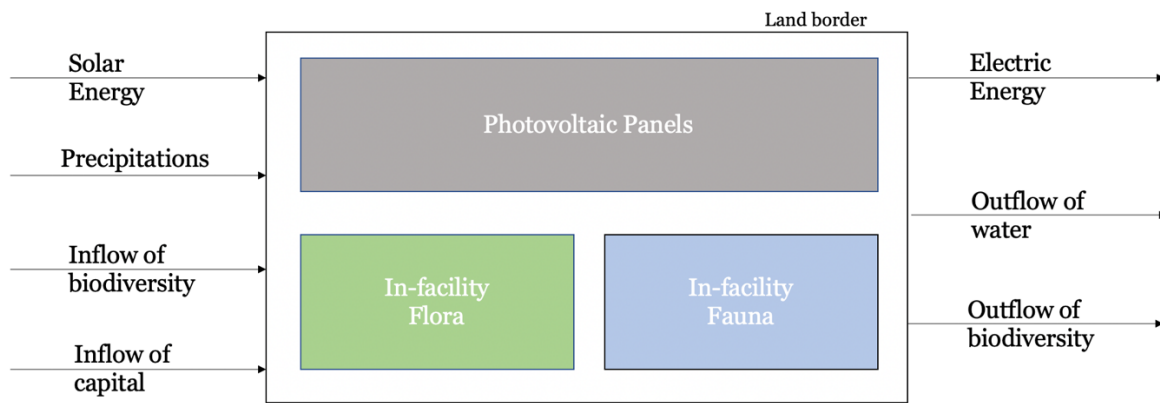 Land border
Solar
Energy
Precipitations
Inflow of
biodiversity
Inflow of
capital
Photovoltaic Panels
In-facility
Flora
In-facility
Fauna
Electric
Energy
Outflow of
water
Outflow of
biodiversity